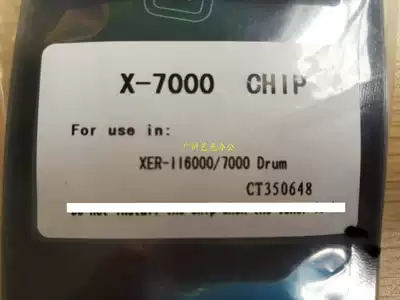 X-7000 CHIP
For use in:
XER-II6000/7000 Drum
CT350648